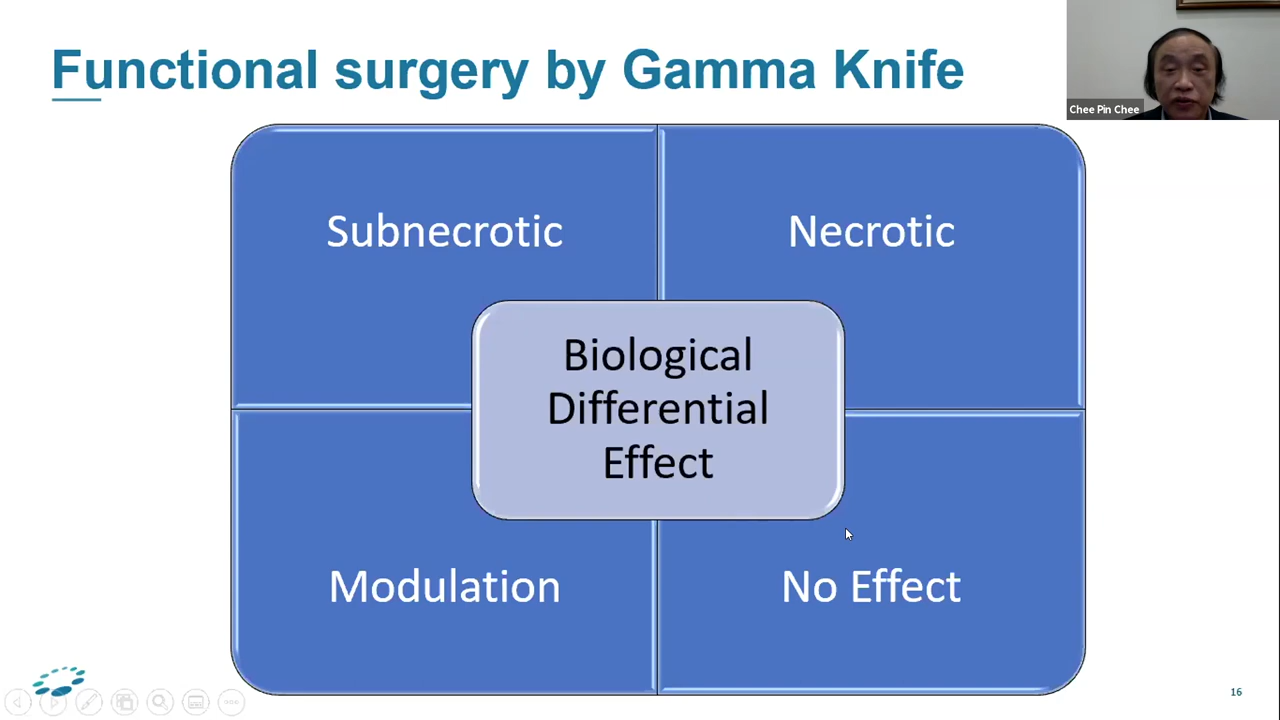 Functional surgery by Gamma Knife
Chee Pin Chee
Subnecrotic
Necrotic
Biological
Differential
Effect
Modulation
No Effect
16